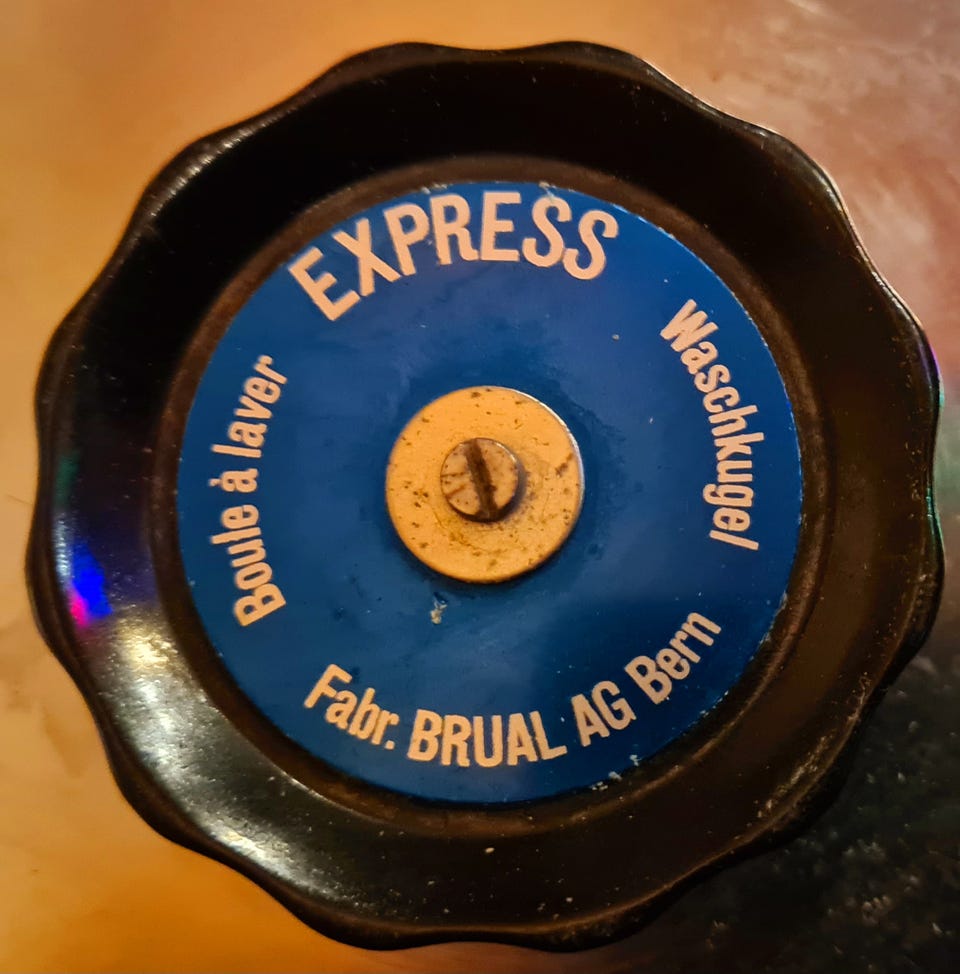 EXPRESS
Boule à laver
Waschkugel
Fabr. BRUAL AG Bern